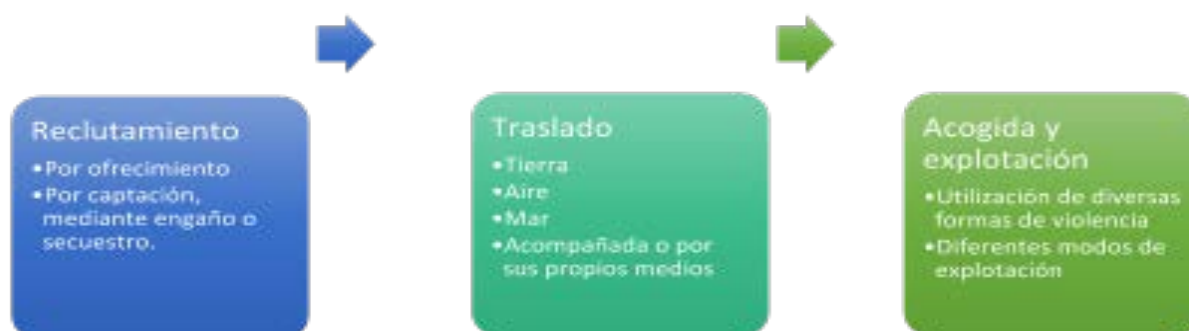 Reclutamiento
•Por ofrecimiento
•Por captación,
mediante engaño o
secuestro.
Traslado
•Tierra
•Aire
•Mar
•Acompañada o por
sus propios medios
Acogida y
explotación
•Utilización de diversas
formas de violencia
•Diferentes modos de
explotación